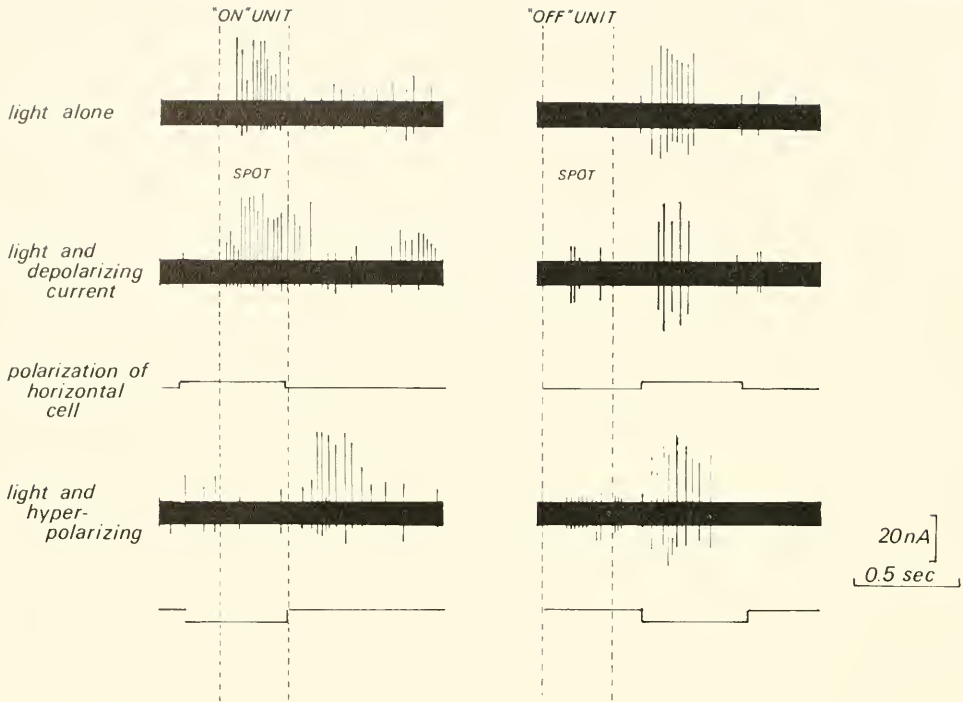 "ON" UNIT
"OFF" UNIT
light alone
SPOT
SPOT
light and
depolarizing
current
polarization of
horizontal
cell
light and
hyper-
polarizing
20nA
0.5 sec